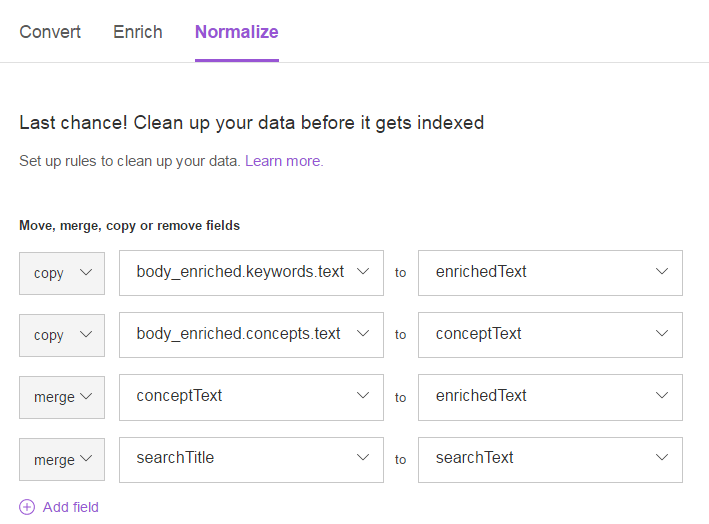 Convert Enrich Normalize
Last chance! Clean up your data before it gets indexed
Set up rules to clean up your data. Learn more.
Move, merge, copy or remove fields
copy body_enriched.keywords.text to enrichedText
copy body_enriched.concepts.text to conceptText
merge conceptText to enrichedText
merge searchTitle to searchText
Add field